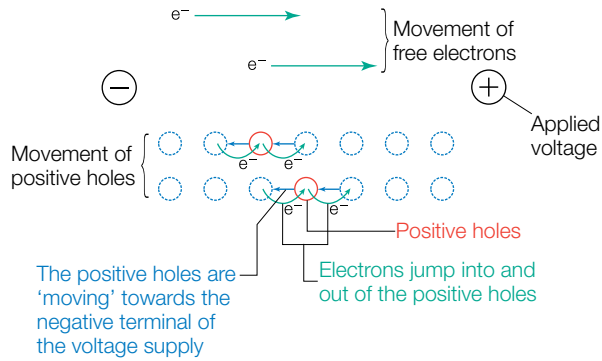 e⁻
Movement of
free electrons
e⁻
−
+
Applied
voltage
Movement of
positive holes
e⁻
e⁻
e⁻
e⁻
Positive holes
The positive holes are
‘moving’ towards the
negative terminal of
the voltage supply
Electrons jump into and
out of the positive holes